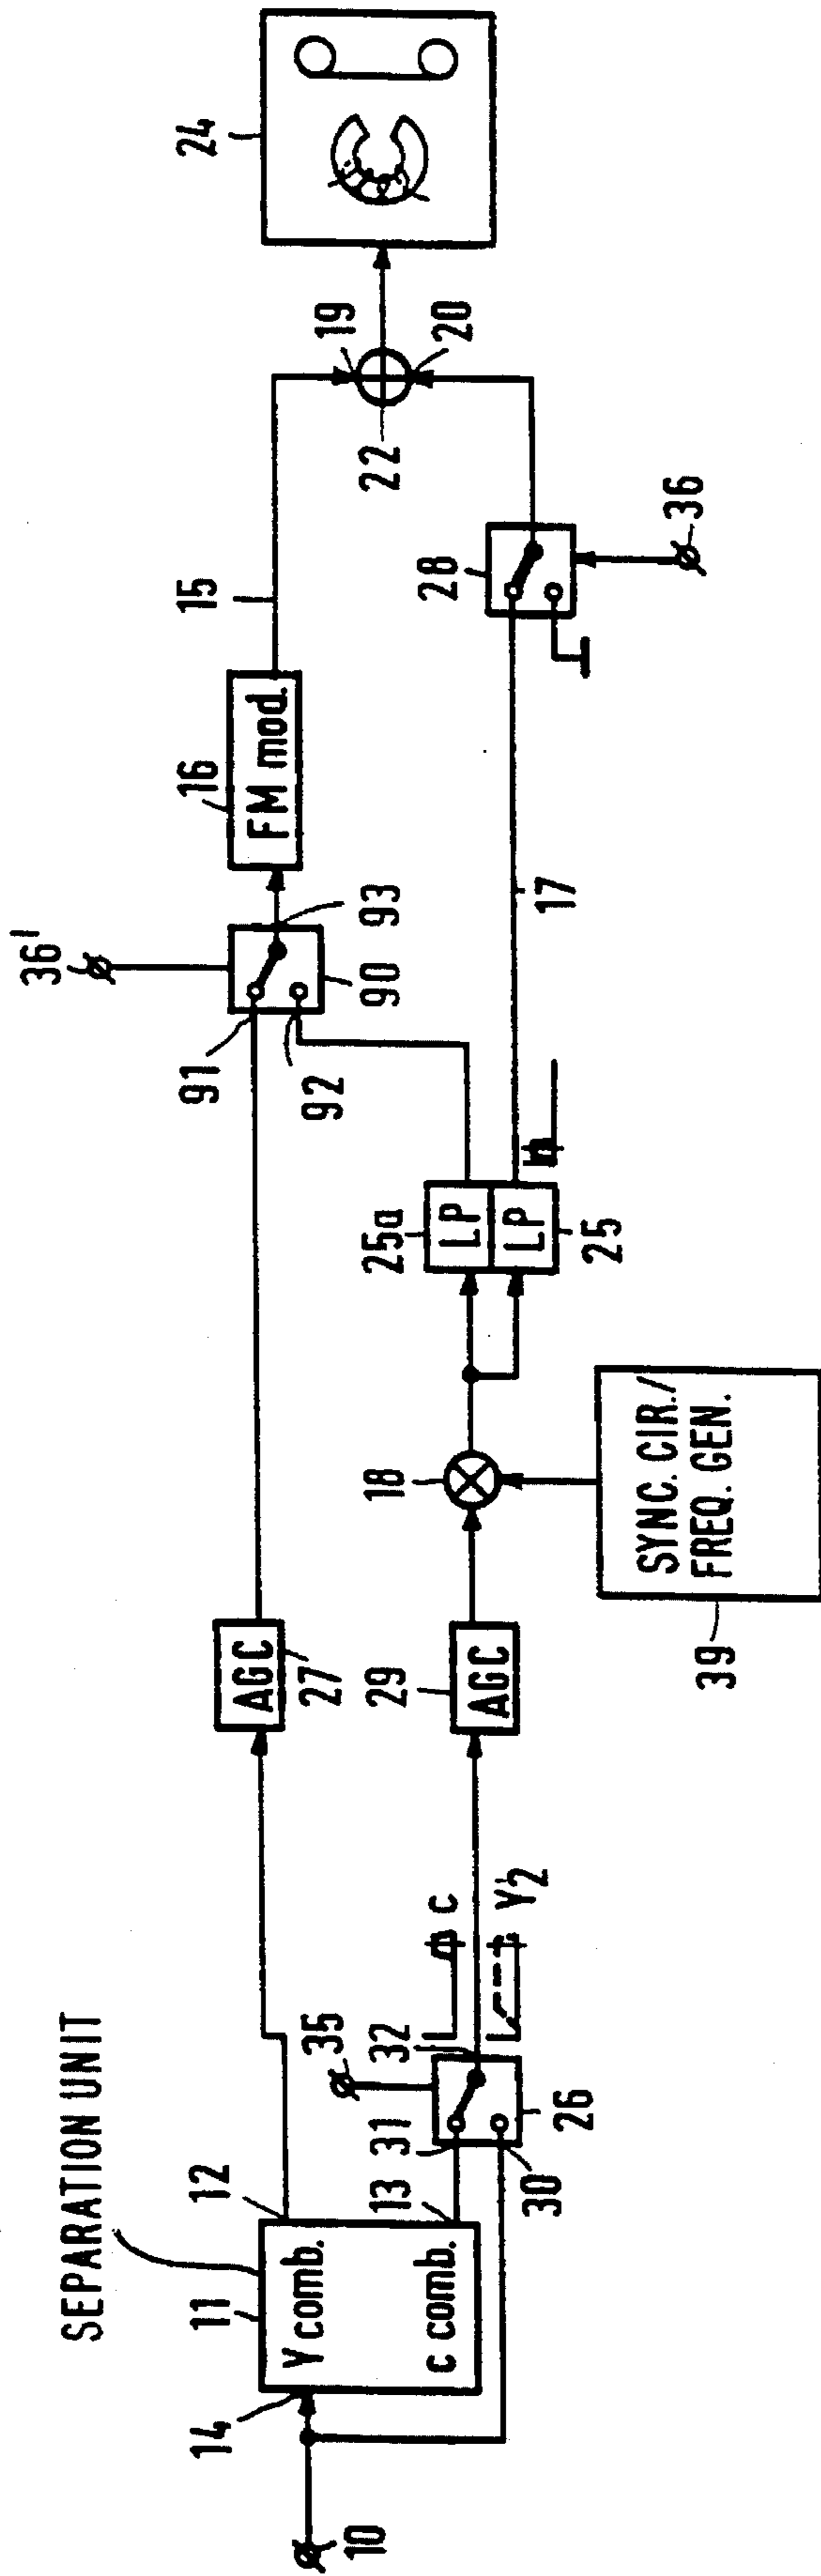 SEPARATION UNIT
10
14
11
12
Y comb.
c comb.
13
31
30
35
32
26
c
Y'2
AGC
27
29
AGC
18
SYNC. CIR./
FREQ. GEN.
39
25a
LP
LP
25
36'
91
92
93
90
16
FM mod.
15
17
28
36
19
20
22
24